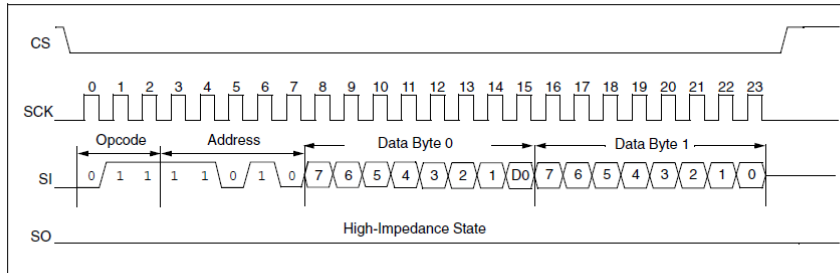 CS
0 1 2 3 4 5 6 7 8 9 10 11 12 13 14 15 16 17 18 19 20 21 22 23
SCK
Opcode Address Data Byte 0 Data Byte 1
SI 0 1 1 1 1 0 1 0 7 6 5 4 3 2 1 D0 7 6 5 4 3 2 1 0
High-Impedance State
SO